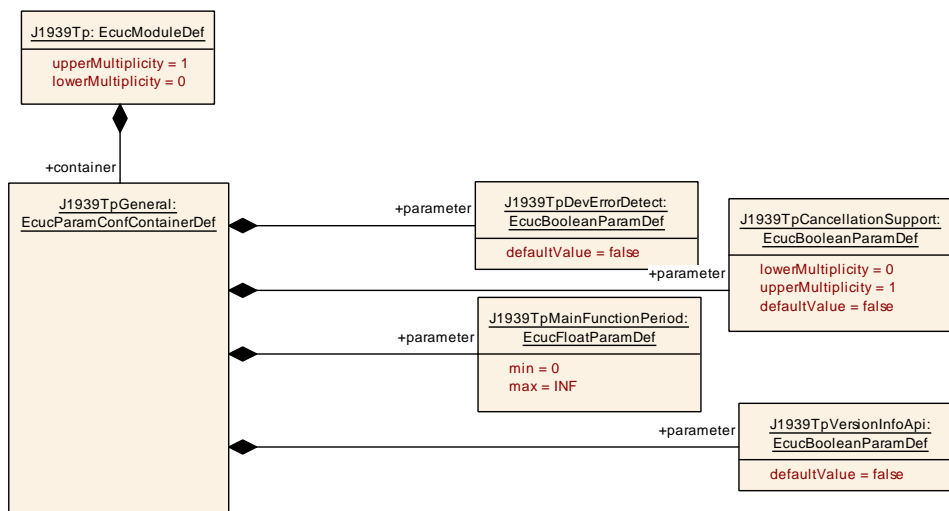 J1939Tp: EcucModuleDef
upperMultiplicity = 1
lowerMultiplicity = 0
+container
J1939TpGeneral:
EcucParamConfContainerDef
+parameter
J1939TpDevErrorDetect:
EcucBooleanParamDef
defaultValue = false
+parameter
J1939TpCancellationSupport:
EcucBooleanParamDef
lowerMultiplicity = 0
upperMultiplicity = 1
defaultValue = false
+parameter
J1939TpMainFunctionPeriod:
EcucFloatParamDef
min = 0
max = INF
+parameter
J1939TpVersionInfoApi:
EcucBooleanParamDef
defaultValue = false